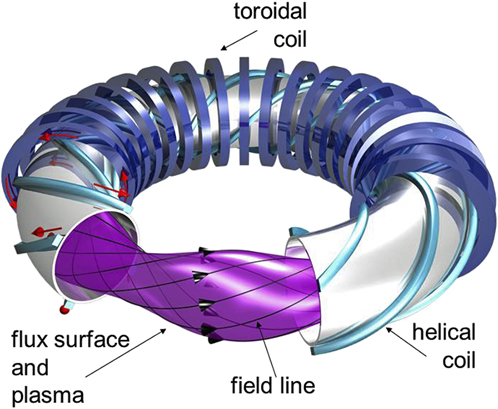 toroidal
coil
flux surface
and
plasma
field line
helical
coil